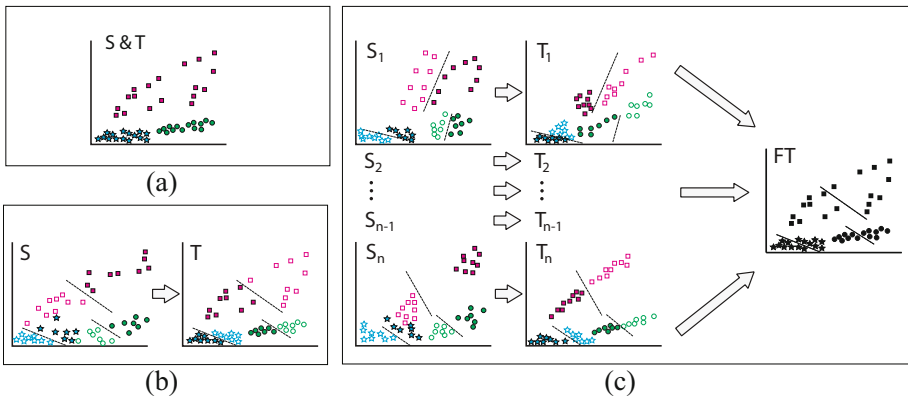 S & T
(a)
S
T
(b)
S1
T1
S2
T2
⋮
⋮
Sn-1
Tn-1
Sn
Tn
FT
(c)